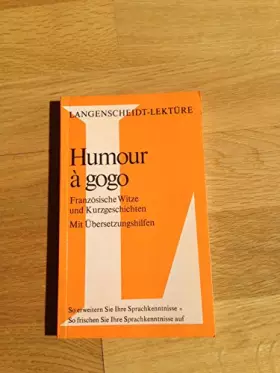 LANGENSCHEIDT-LEKTÜRE
Humour
à gogo
Französische Witze
und Kurzgeschichten
Mit Übersetzungshilfen
So erweitern Sie Ihre Sprachkenntnisse -
So frischen Sie Ihre Sprachkenntnisse auf